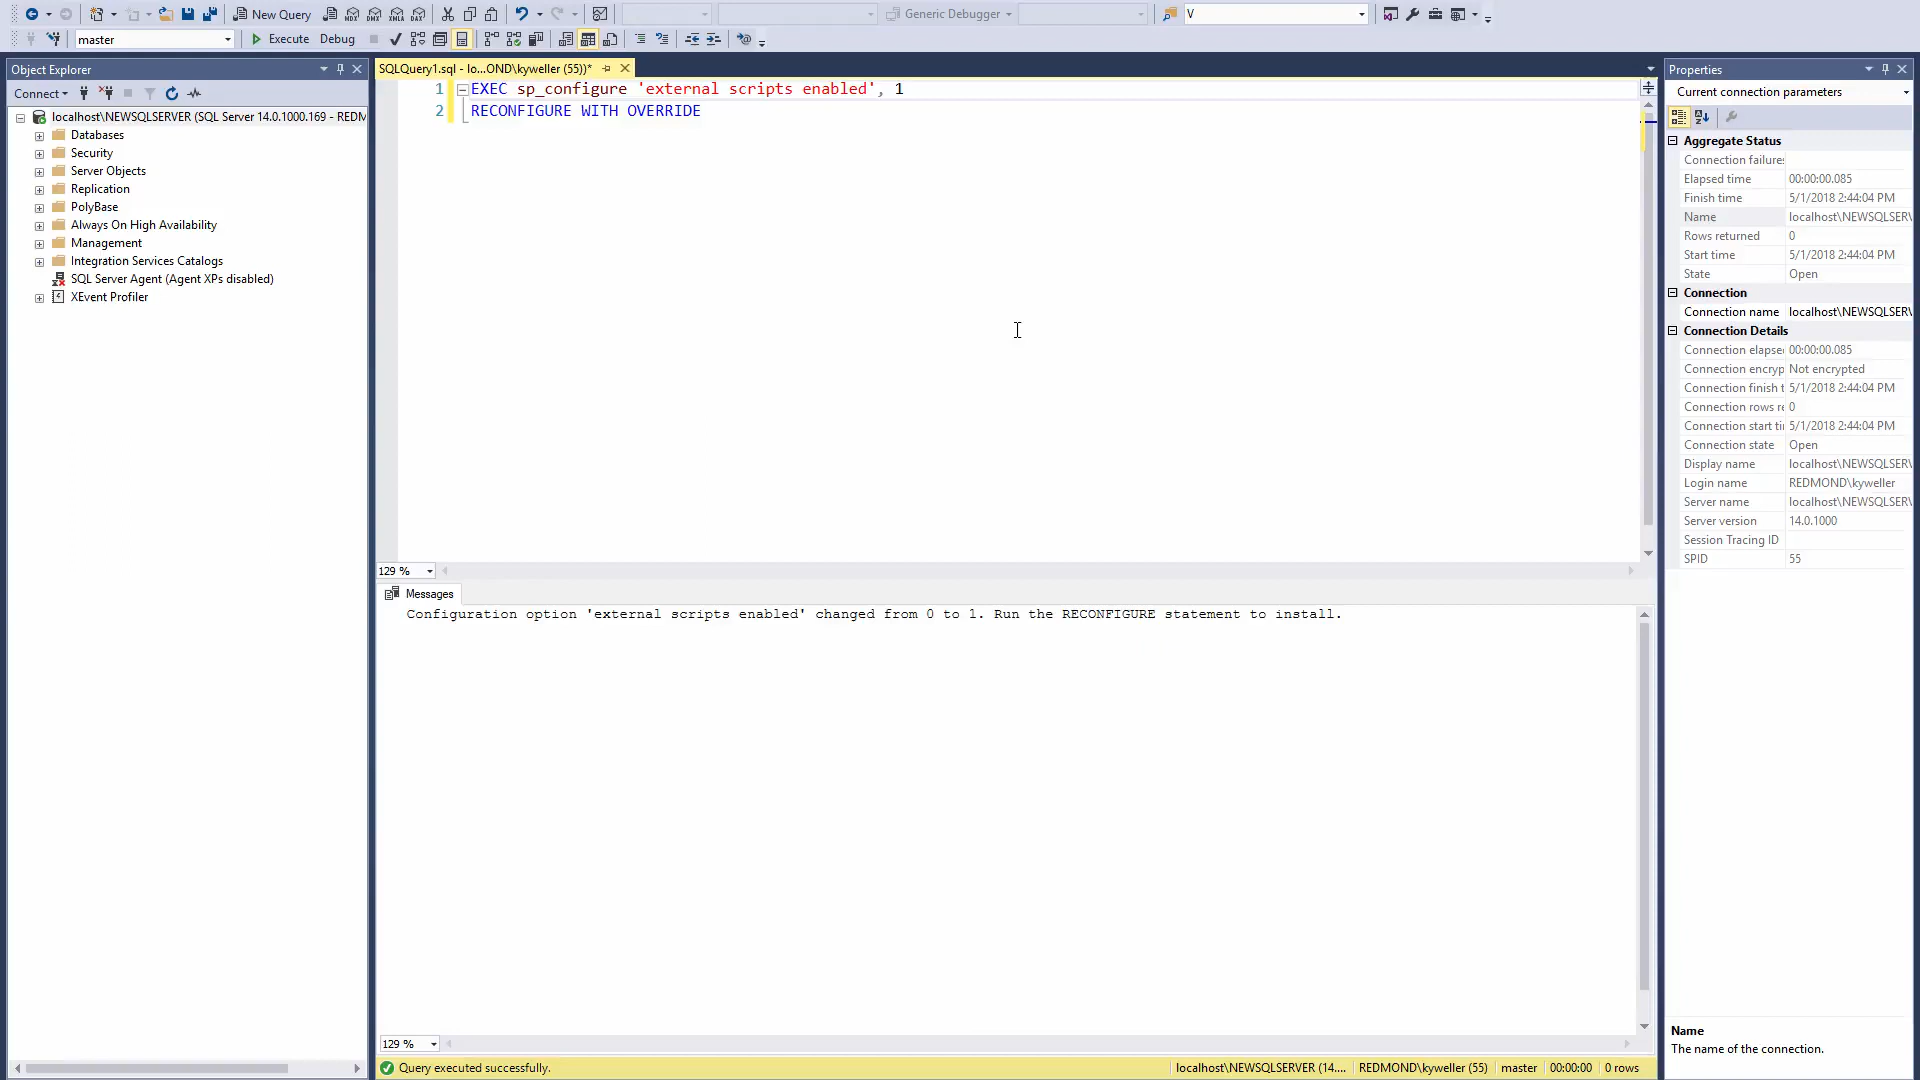 New Query
MDX
DMX
XMLA
DAX
Generic Debugger
V
master
Execute
Debug
Object Explorer
Connect
localhost\NEWSQLSERVER (SQL Server 14.0.1000.169 - REDM
Databases
Security
Server Objects
Replication
PolyBase
Always On High Availability
Management
Integration Services Catalogs
SQL Server Agent (Agent XPs disabled)
XEvent Profiler
SQLQuery1.sql - lo...OND\kyweller (55))*
1 EXEC sp_configure 'external scripts enabled', 1
2 RECONFIGURE WITH OVERRIDE
129 %
Messages
Configuration option 'external scripts enabled' changed from 0 to 1. Run the RECONFIGURE statement to install.
129 %
Query executed successfully.
localhost\NEWSQLSERVER (14.... REDMOND\kyweller (55) master 00:00:00 0 rows
Properties
Current connection parameters
Aggregate Status
Connection failures
Elapsed time 00:00:00.085
Finish time 5/1/2018 2:44:04 PM
Name localhost\NEWSQLSERV
Rows returned 0
Start time 5/1/2018 2:44:04 PM
State Open
Connection
Connection name localhost\NEWSQLSERV
Connection Details
Connection elapse 00:00:00.085
Connection encryp Not encrypted
Connection finish t 5/1/2018 2:44:04 PM
Connection rows re 0
Connection start ti 5/1/2018 2:44:04 PM
Connection state Open
Display name localhost\NEWSQLSERV
Login name REDMOND\kyweller
Server name localhost\NEWSQLSERV
Server version 14.0.1000
Session Tracing ID
SPID 55
Name
The name of the connection.